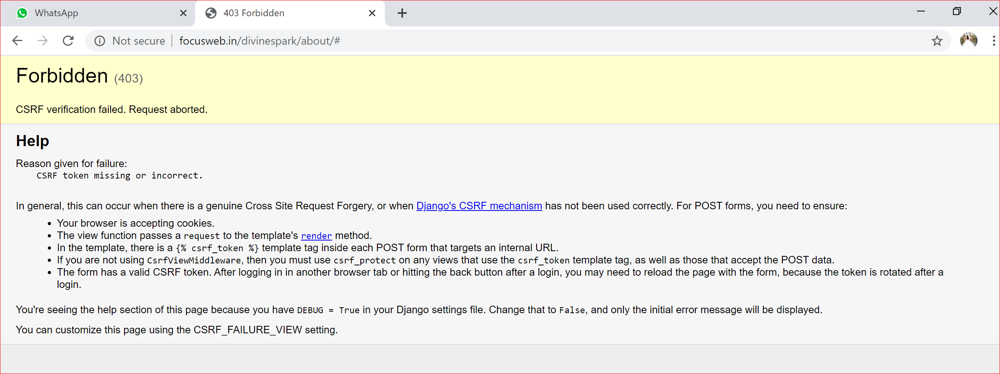 WhatsApp
403 Forbidden
Not secure
focusweb.in/divinespark/about/#
Forbidden (403)
CSRF verification failed. Request aborted.
Help
Reason given for failure:
CSRF token missing or incorrect.
In general, this can occur when there is a genuine Cross Site Request Forgery, or when Django's CSRF mechanism has not been used correctly. For POST forms, you need to ensure:
• Your browser is accepting cookies.
• The view function passes a request to the template's render method.
• In the template, there is a {% csrf_token %} template tag inside each POST form that targets an internal URL.
• If you are not using CsrfViewMiddleware, then you must use csrf_protect on any views that use the csrf_token template tag, as well as those that accept the POST data.
• The form has a valid CSRF token. After logging in in another browser tab or hitting the back button after a login, you may need to reload the page with the form, because the token is rotated after a
login.
You're seeing the help section of this page because you have DEBUG = True in your Django settings file. Change that to False, and only the initial error message will be displayed.
You can customize this page using the CSRF_FAILURE_VIEW setting.